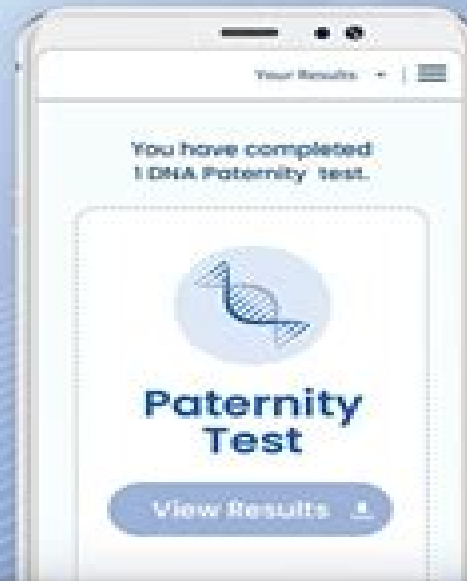 Your Results
You have completed
1 DNA Paternity test.
Paternity
Test
View Results